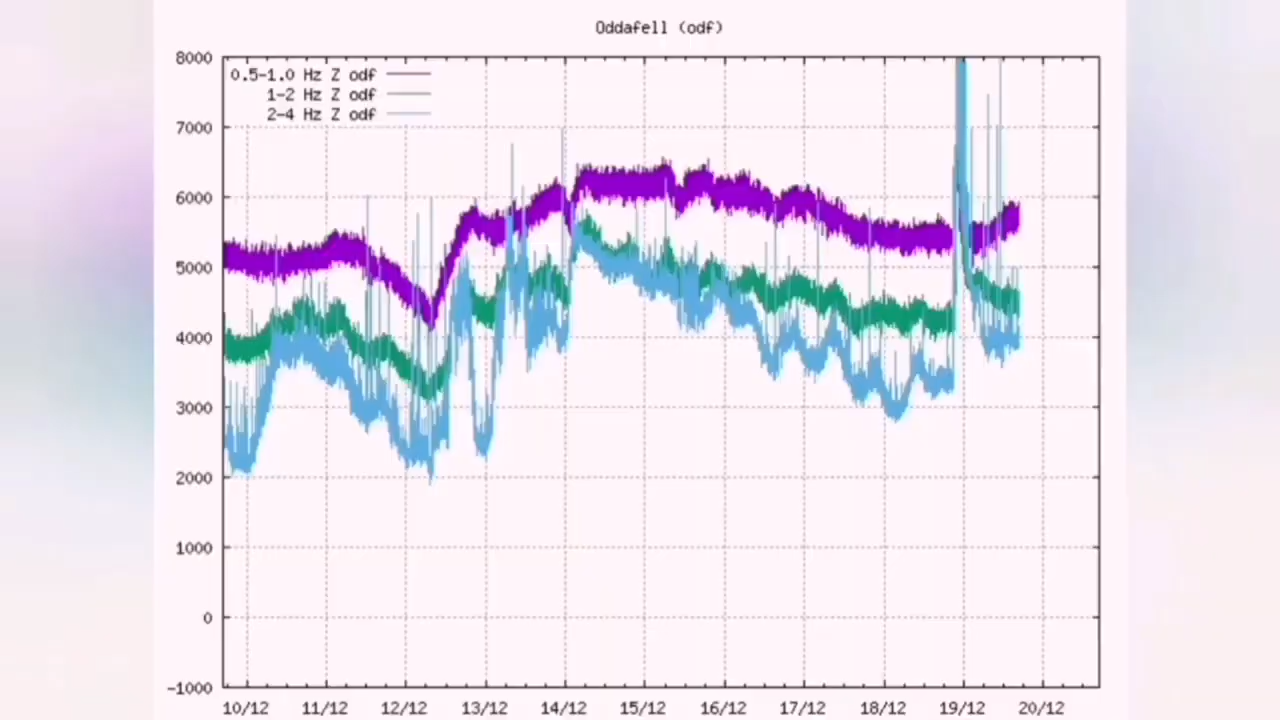 Oddafell (odf)
8000
0.5-1.0 Hz Z odf
1-2 Hz Z odf
2-4 Hz Z odf
7000
6000
5000
4000
3000
2000
1000
0
-1000
10/12 11/12 12/12 13/12 14/12 15/12 16/12 17/12 18/12 19/12 20/12